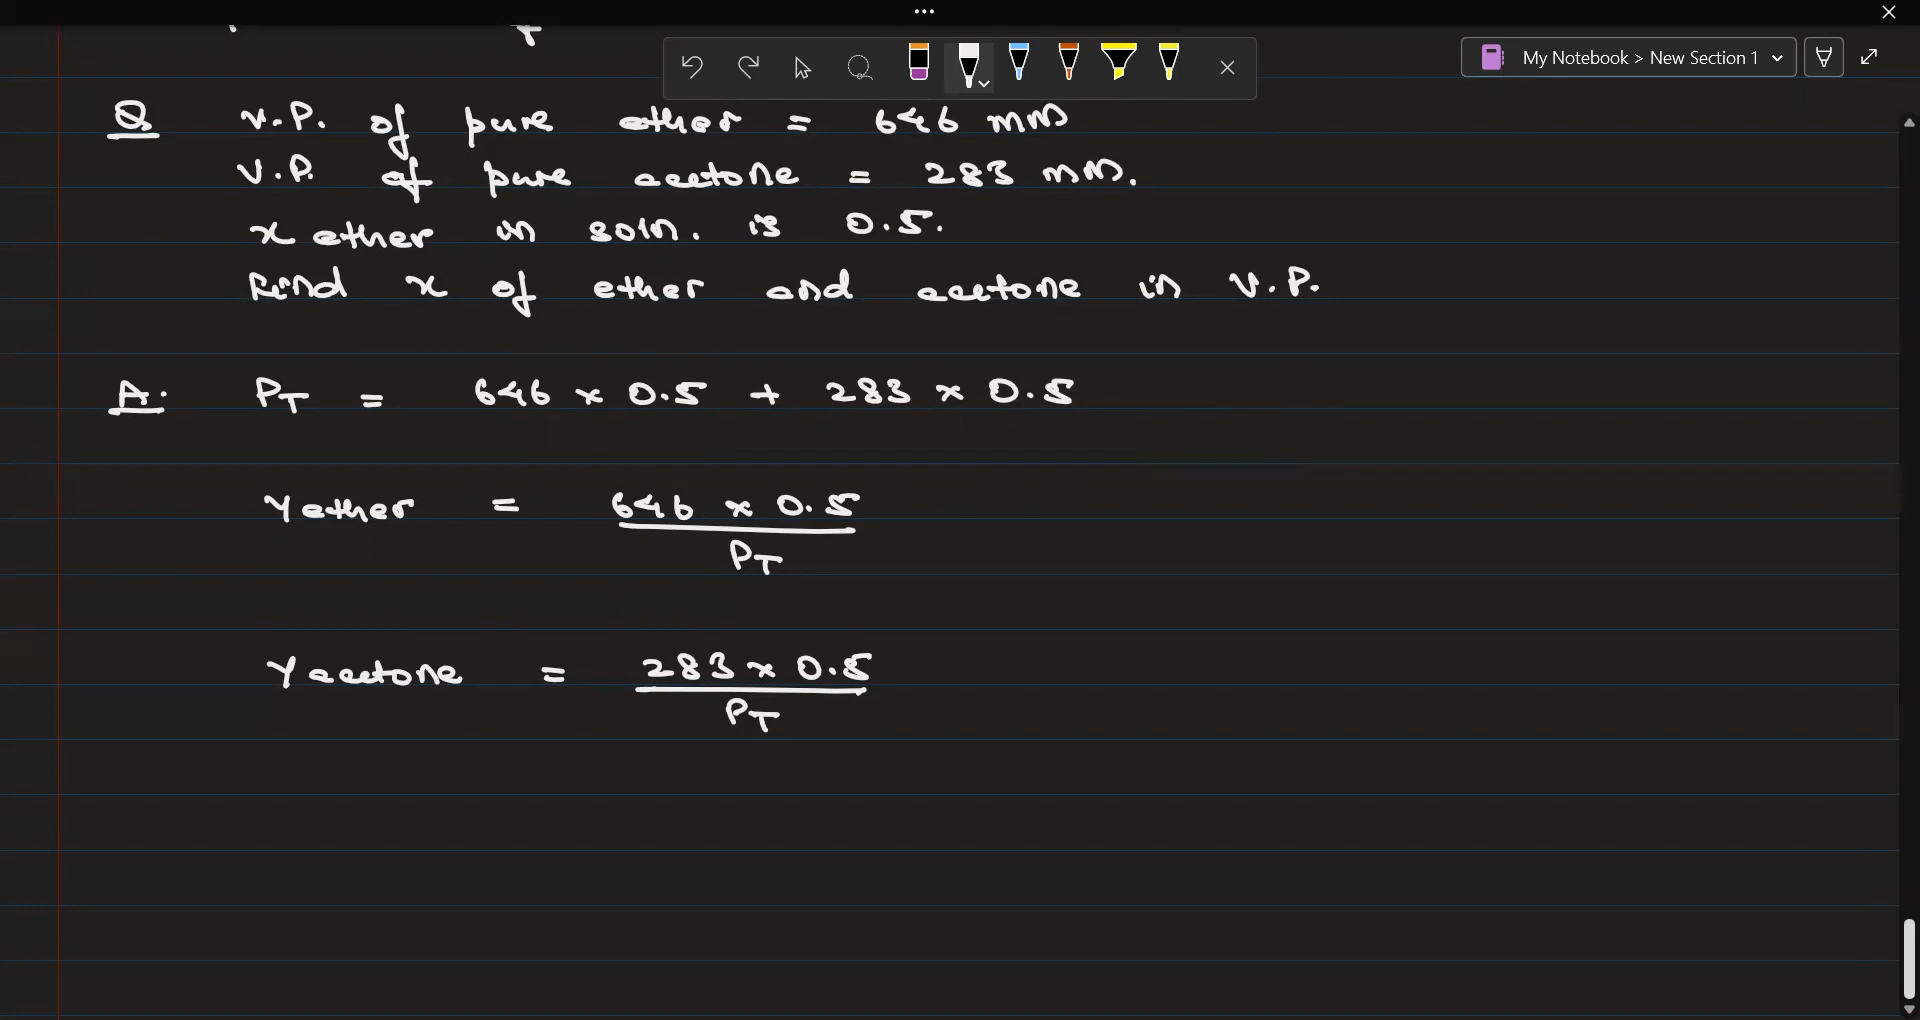 My Notebook > New Section 1
Q V.P. of pure ether = 646 mm
V.P. of pure acetone = 283 mm.
x ether in soln. is 0.5.
Find x of ether and acetone in V.P.
A. PT = 646 x 0.5 + 283 x 0.5
Y ether = 646 x 0.5
PT
Y acetone = 283 x 0.5
PT